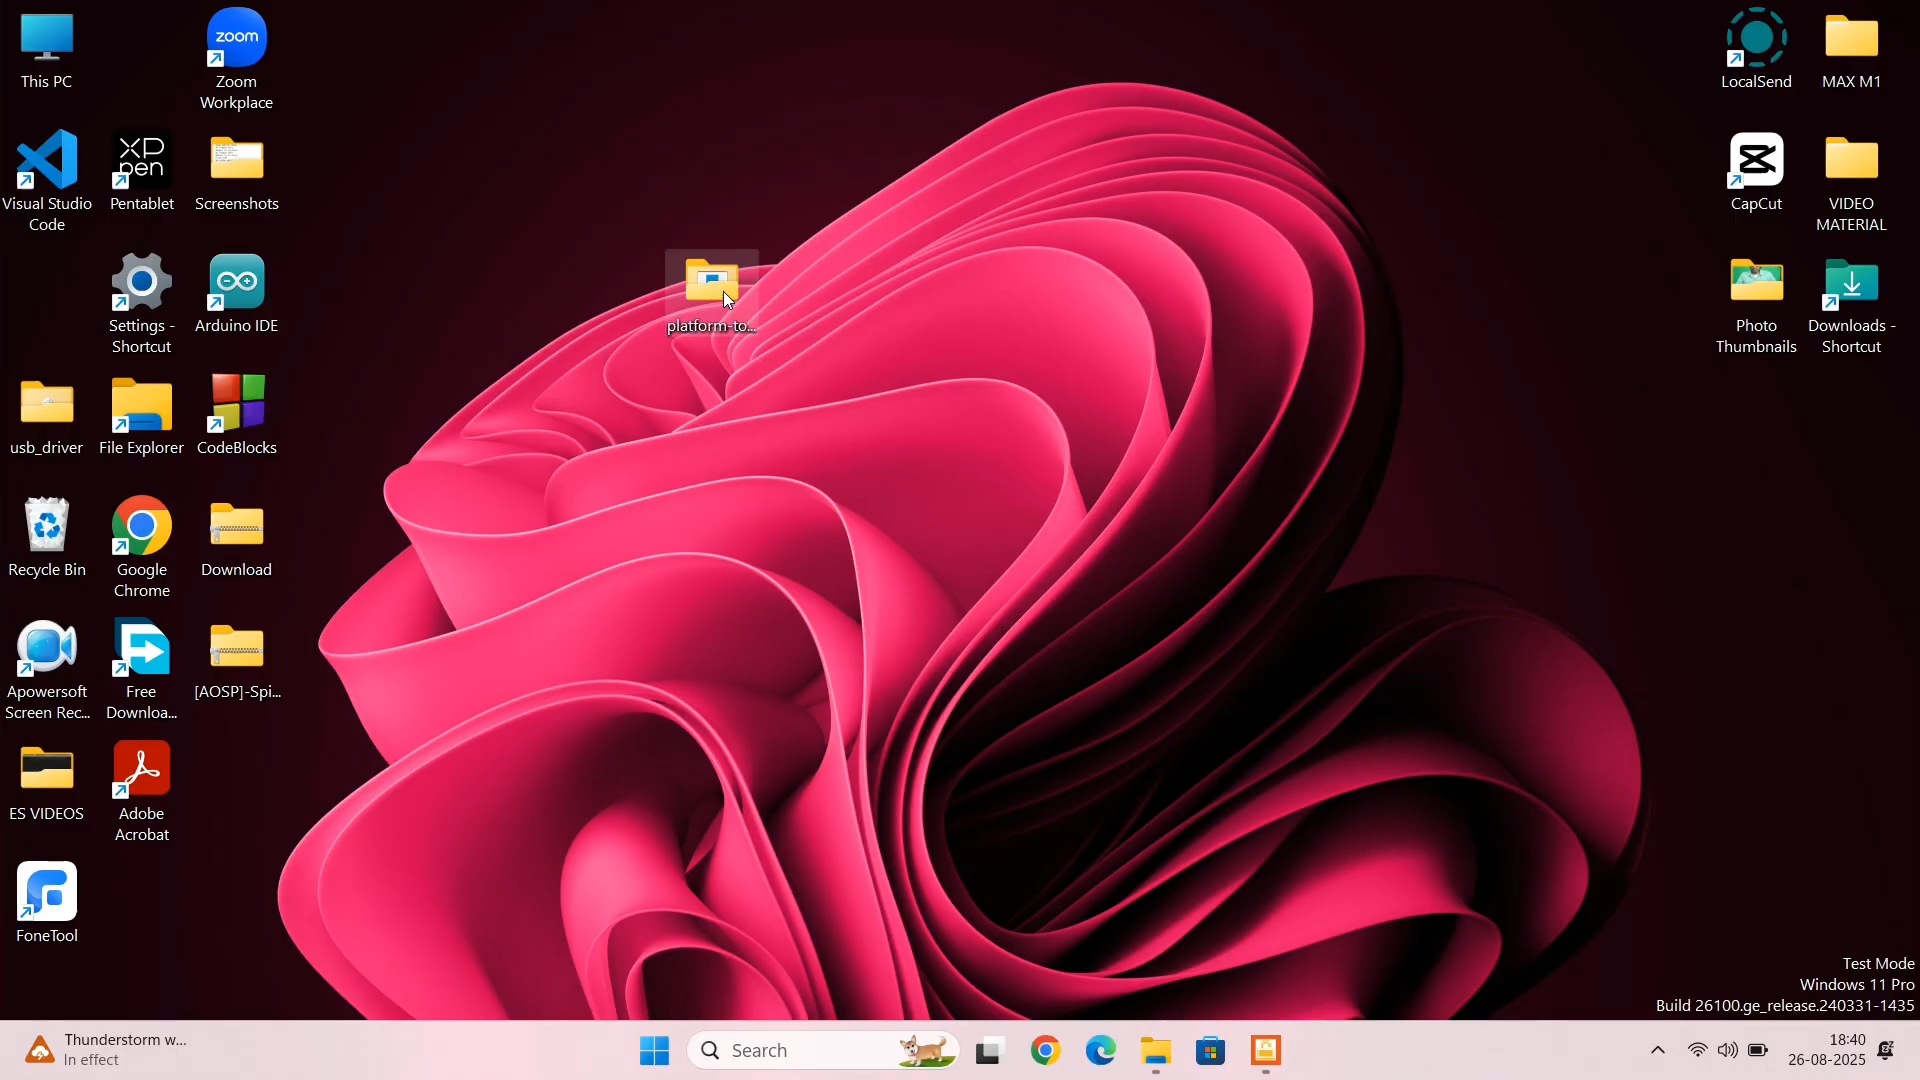 This PC
zoom
Zoom
Workplace
LocalSend
MAX M1
Visual Studio
Code
XP
pen
Pentablet
Screenshots
CapCut
VIDEO
MATERIAL
Settings -
Shortcut
Arduino IDE
platform-to...
Photo
Thumbnails
Downloads -
Shortcut
usb_driver
File Explorer
CodeBlocks
Recycle Bin
Google
Chrome
Download
Apowersoft
Screen Rec...
Free
Downloa...
[AOSP]-Spi...
ES VIDEOS
Adobe
Acrobat
FoneTool
Test Mode
Windows 11 Pro
Build 26100.ge_release.240331-1435
Thunderstorm w...
In effect
Search
18:40
26-08-2025